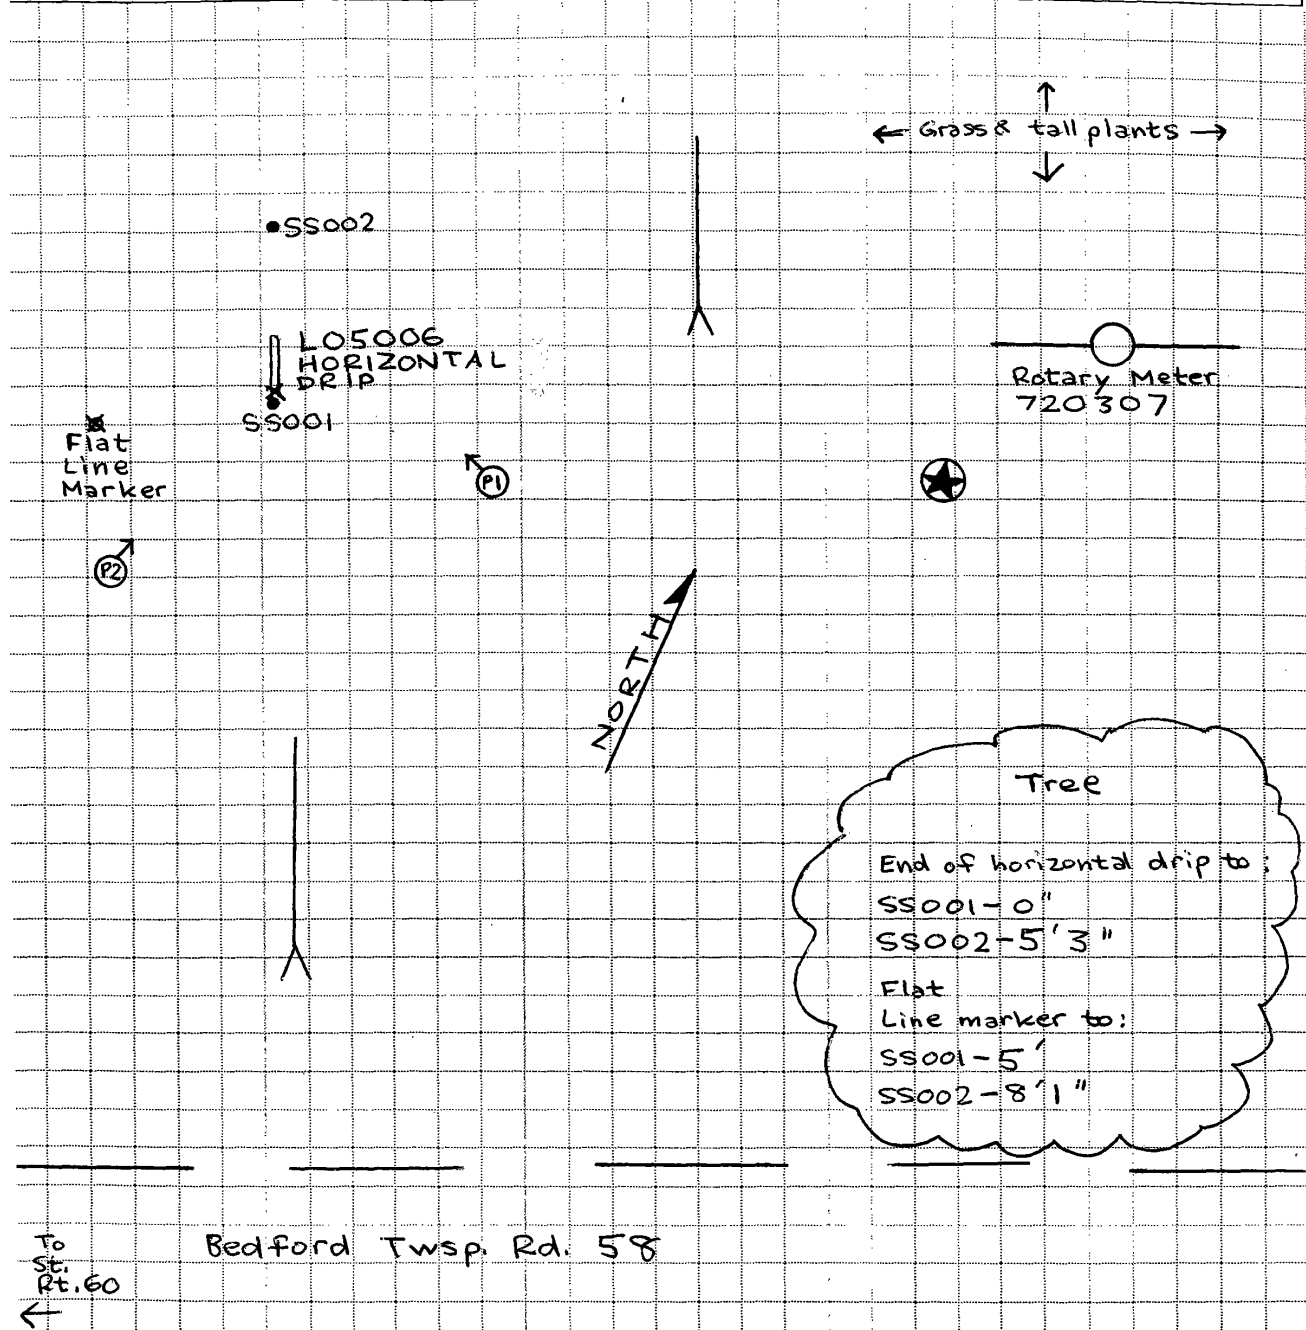 Grass & tall plants
SS002
L05006
HORIZONTAL
DRIP
SS001
Rotary Meter
720307
Flat
Line
Marker
P1
P2
NORTH
Tree
End of horizontal drip to:
SS001-0"
SS002-5'3"
Flat
Line marker to:
SS001-5'
SS002-8'1"
Bedford Twsp. Rd. 58
To
St.
Rt.60